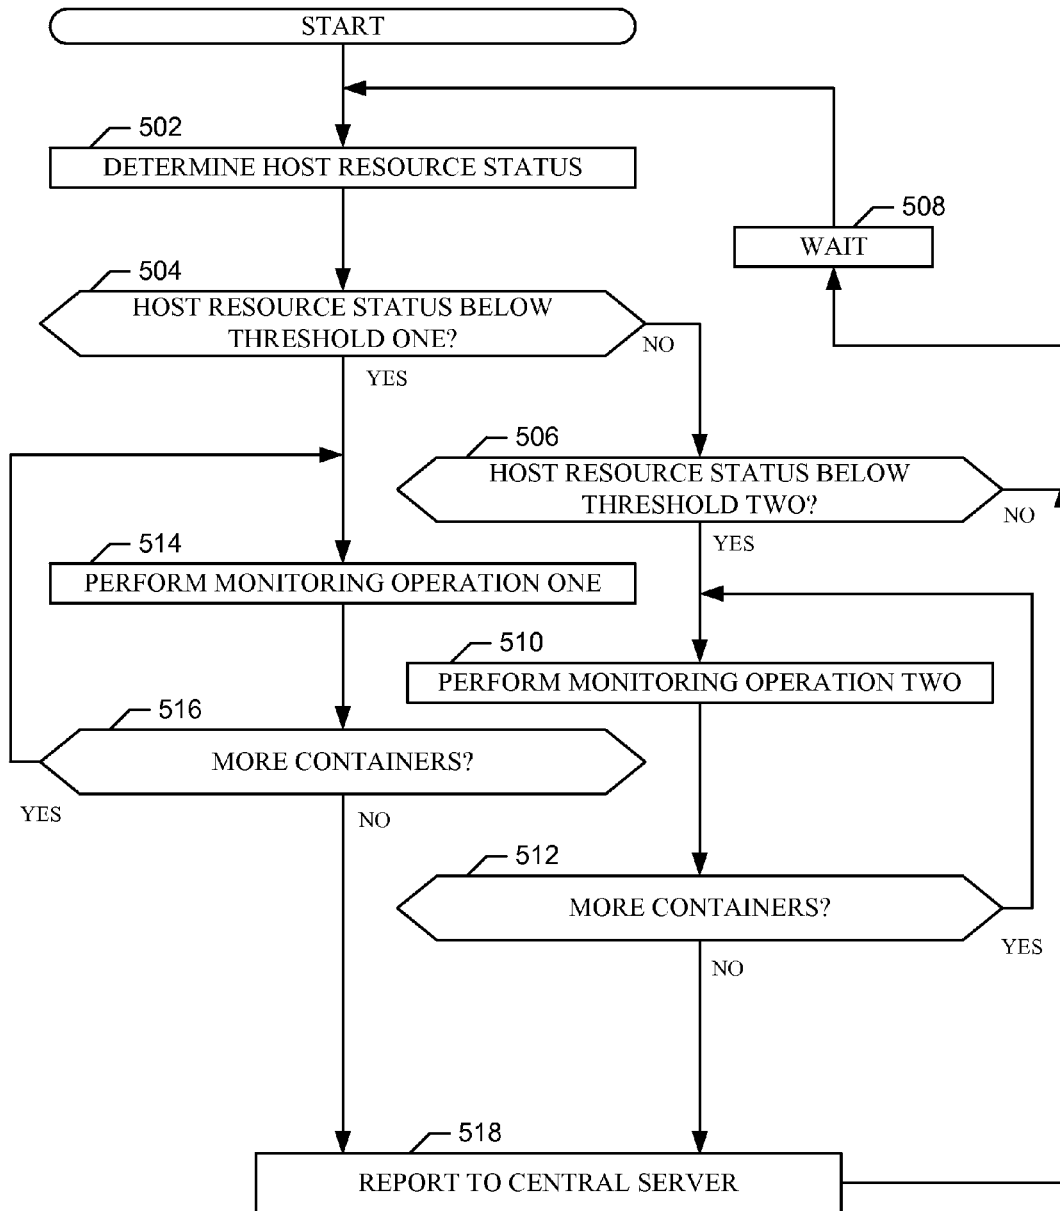 START
502
DETERMINE HOST RESOURCE STATUS
508
WAIT
504
HOST RESOURCE STATUS BELOW
THRESHOLD ONE?
NO
YES
506
HOST RESOURCE STATUS BELOW
THRESHOLD TWO?
NO
YES
514
PERFORM MONITORING OPERATION ONE
510
PERFORM MONITORING OPERATION TWO
516
MORE CONTAINERS?
YES
NO
512
MORE CONTAINERS?
YES
NO
518
REPORT TO CENTRAL SERVER